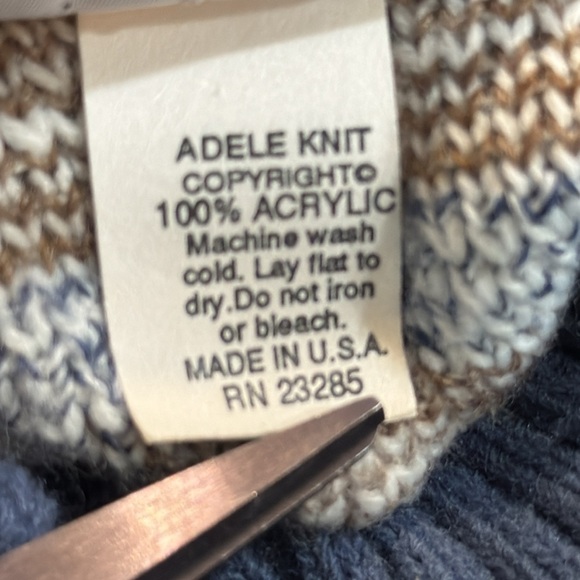 ADELE KNIT
COPYRIGHT©
100% ACRYLIC
Machine wash
cold. Lay flat to
dry.Do not iron
or bleach.
MADE IN U.S.A.
RN 23285